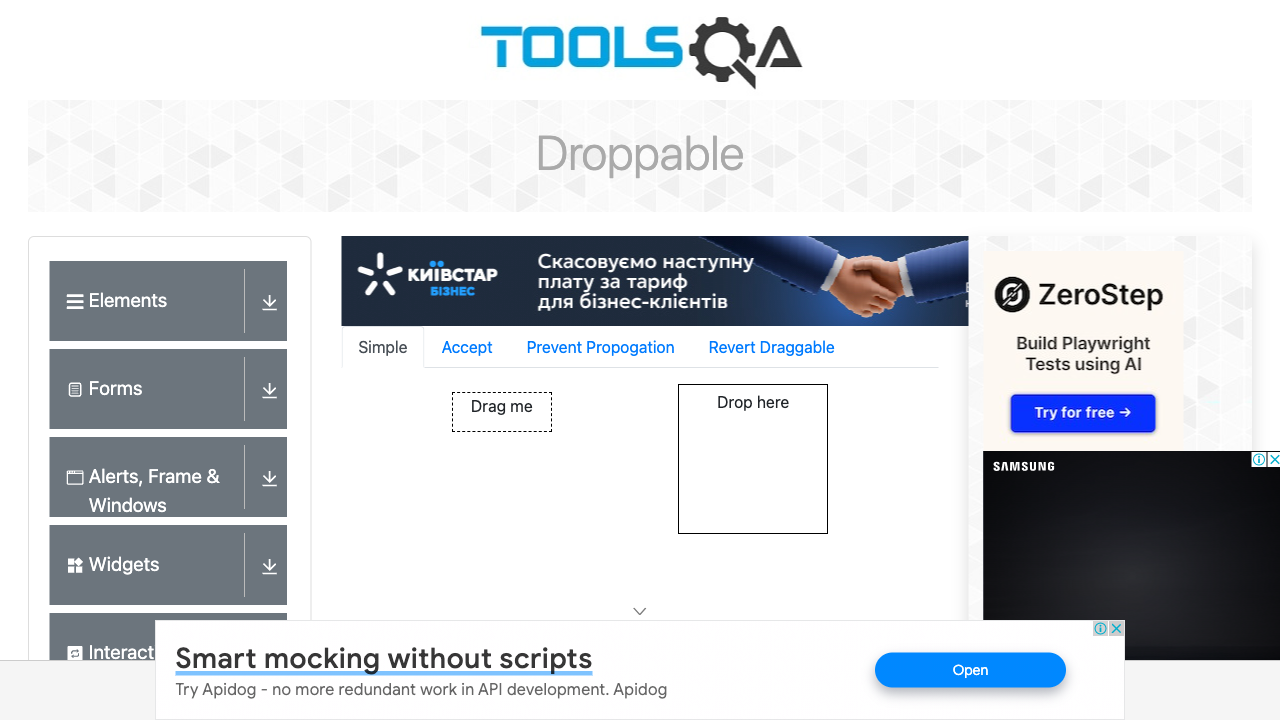 TOOLSQA
Droppable
Elements
Forms
Alerts, Frame &
Windows
Widgets
КИЇВСТАР
БІЗНЕС
Скасовуємо наступну
плату за тариф
для бізнес-клієнтів
Simple
Accept
Prevent Propogation
Revert Draggable
Drag me
Drop here
ZeroStep
Build Playwright
Tests using AI
Try for free →
SAMSUNG
Interact
Smart mocking without scripts
Try Apidog - no more redundant work in API development. Apidog
Open